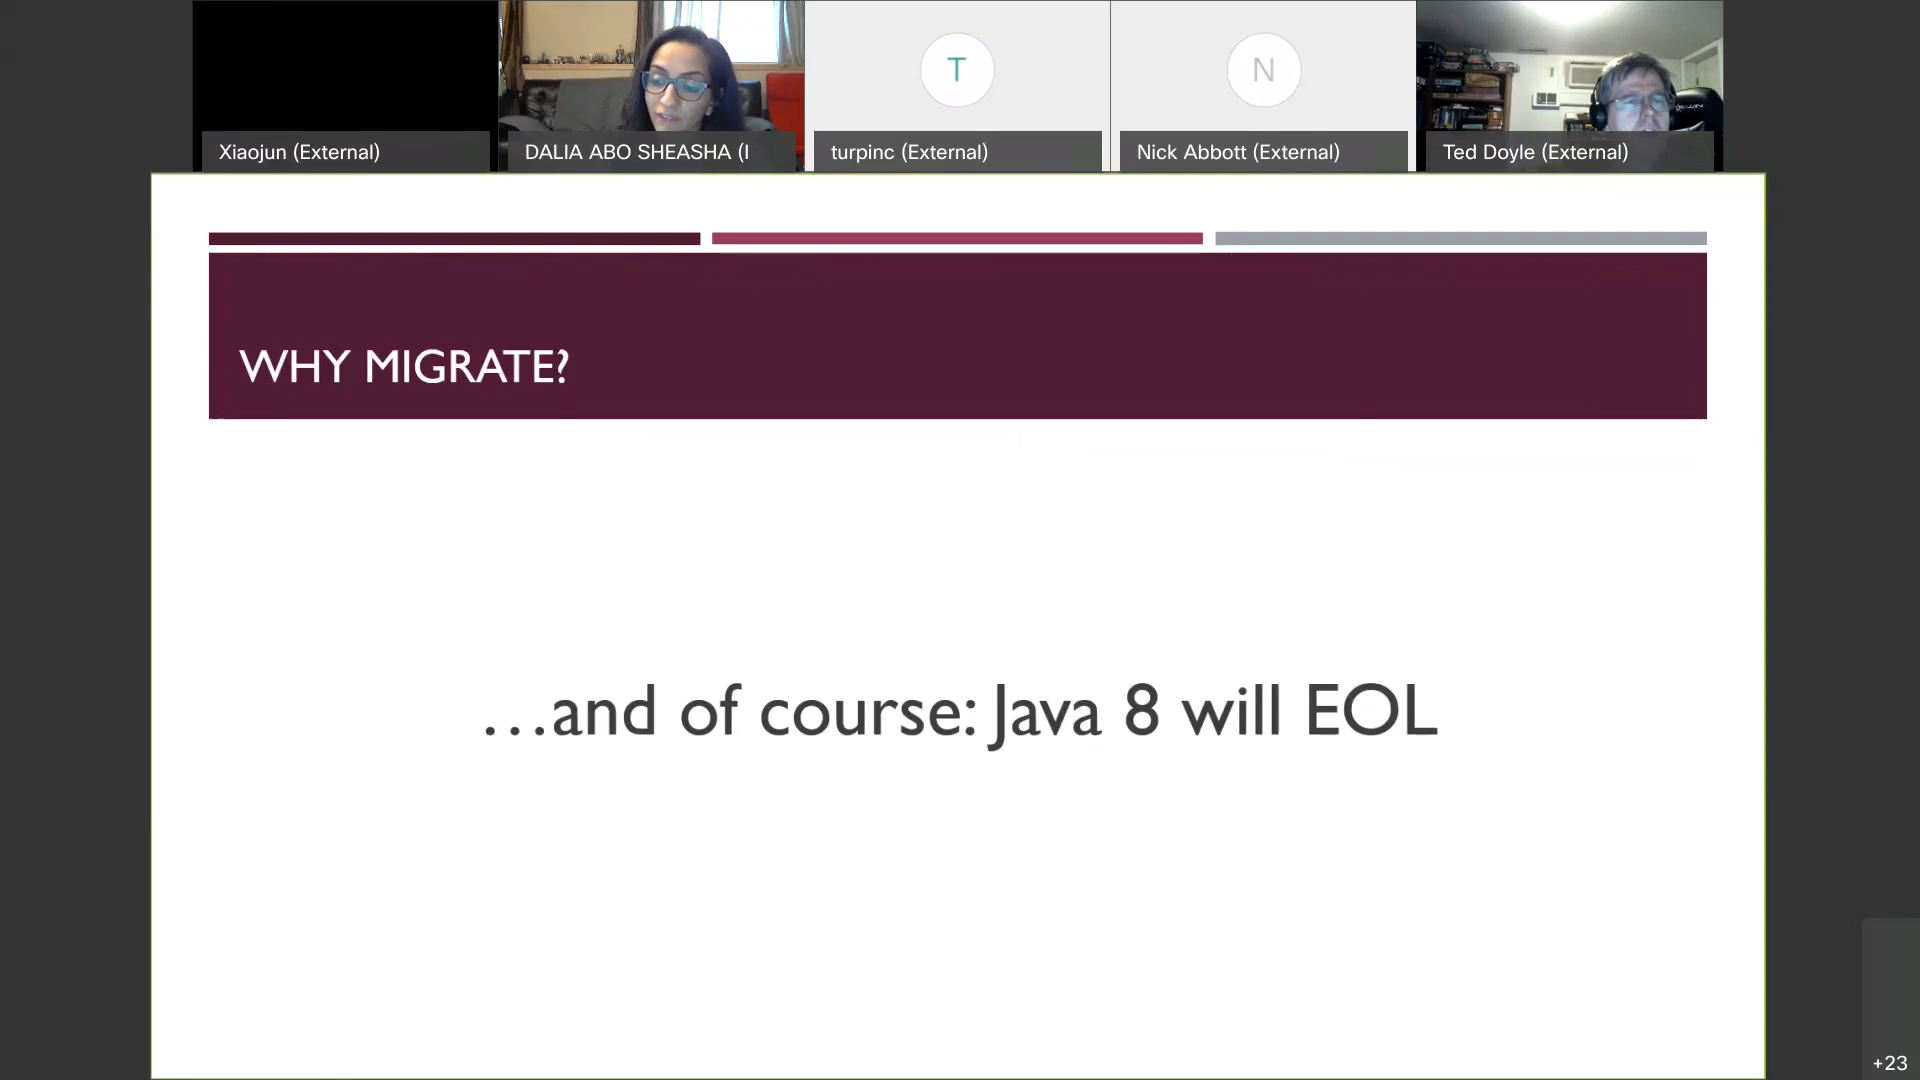 T
N
Xiaojun (External)
DALIA ABO SHEASHA (I
turpinc (External)
Nick Abbott (External)
Ted Doyle (External)
WHY MIGRATE?
...and of course: Java 8 will EOL
+23